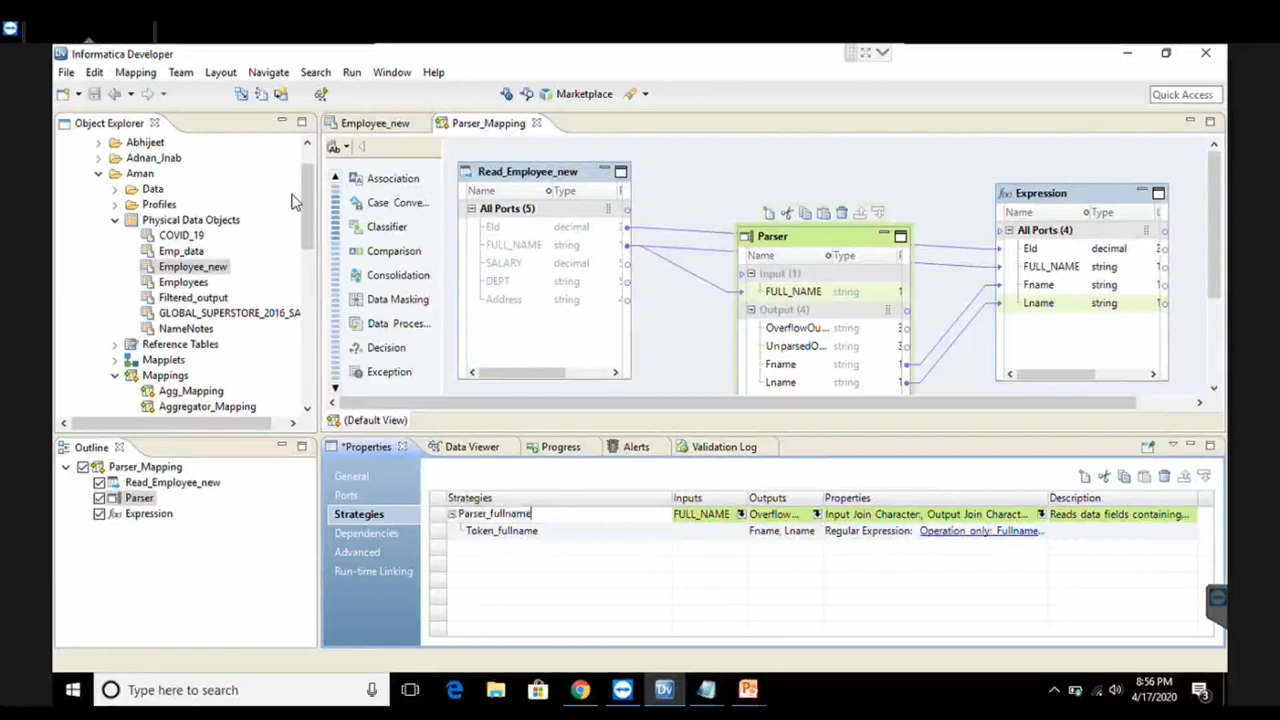 Informatica Developer
File Edit Mapping Team Layout Navigate Search Run Window Help
Marketplace
Quick Access
Object Explorer
Employee_new
Parser_Mapping
Abhijeet
Adnan_Jnab
Aman
Data
Profiles
Physical Data Objects
COVID_19
Emp_data
Employee_new
Employees
Filtered_output
GLOBAL_SUPERSTORE_2016_SA
NameNotes
Reference Tables
Mapplets
Mappings
Agg_Mapping
Aggregator_Mapping
Ab
Association
Case Conve...
Classifier
Comparison
Consolidation
Data Masking
Data Proces...
Decision
Exception
Read_Employee_new
Name Type
All Ports (5)
EId decimal
FULL_NAME string
SALARY decimal
DEPT string
Address string
Parser
Name Type
Input (1)
FULL_NAME string
Output (4)
OverflowOu... string
UnparsedO... string
Fname string
Lname string
Expression
Name Type
All Ports (4)
EId decimal
FULL_NAME string
Fname string
Lname string
(Default View)
Outline
Parser_Mapping
Read_Employee_new
Parser
Expression
*Properties
Data Viewer
Progress
Alerts
Validation Log
General
Ports
Strategies
Dependencies
Advanced
Run-time Linking
Strategies Inputs Outputs Properties Description
Parser_fullname FULL_NAME Overflow... Input Join Character:, Output Join Charact... Reads data fields containing...
Token_fullname Fname, Lname Regular Expression: Operation only: Fullname...
Type here to search
8:56 PM
4/17/2020
3